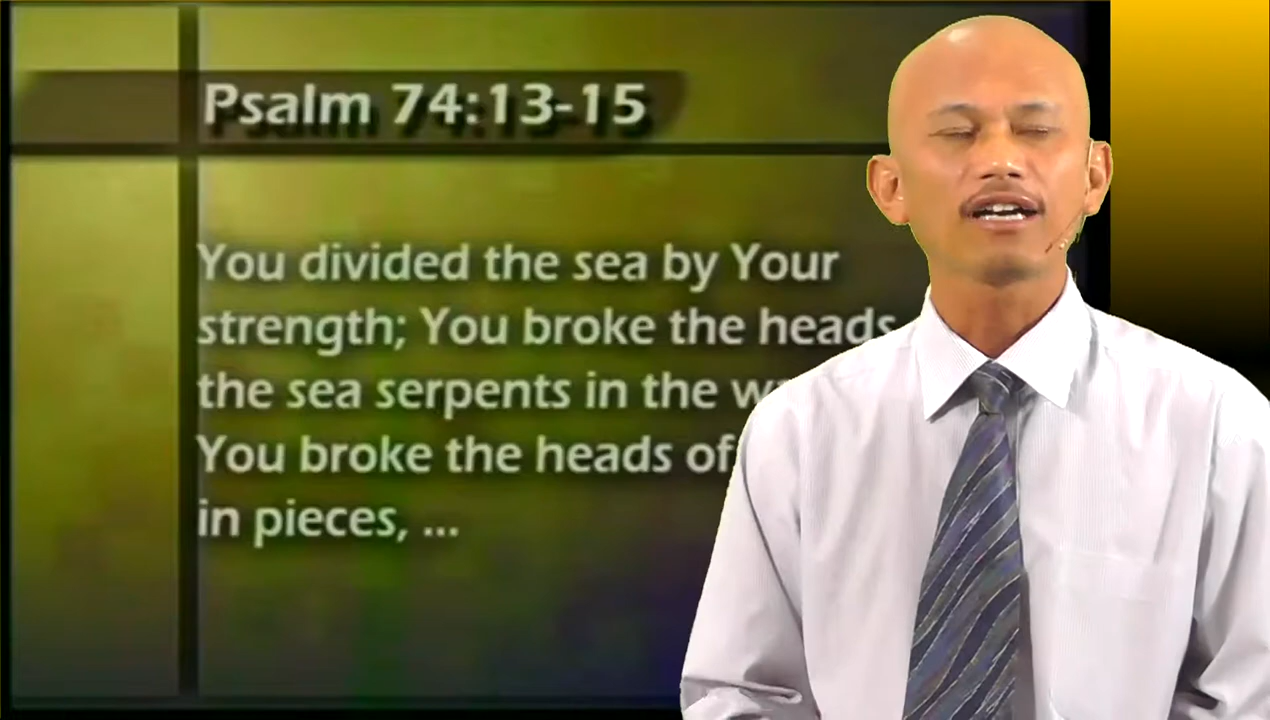 Psalm 74:13-15
You divided the sea by Your
strength; You broke the heads
the sea serpents in the
You broke the heads of
in pieces, ...